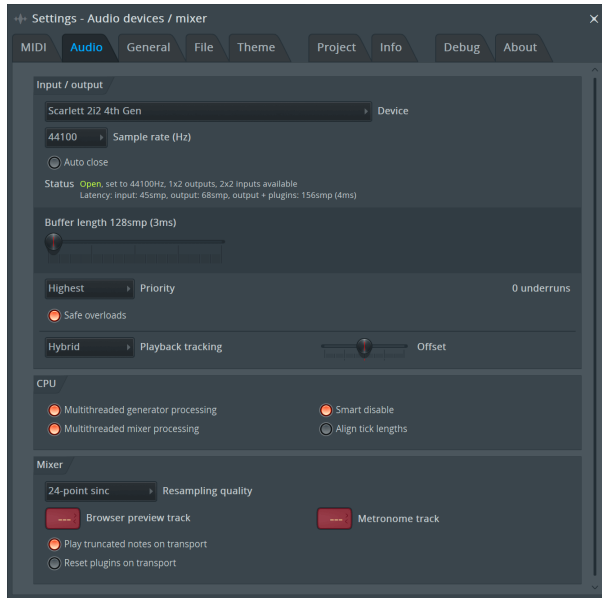 Settings - Audio devices / mixer
MIDI Audio General File Theme Project Info Debug About
Input / output
Scarlett 2i2 4th Gen Device
44100 Sample rate (Hz)
Auto close
Status Open, set to 44100Hz, 1x2 outputs, 2x2 inputs available
Latency: input: 45smp, output: 68smp, output + plugins: 156smp (4ms)
Buffer length 128smp (3ms)
Highest Priority 0 underruns
Safe overloads
Hybrid Playback tracking Offset
CPU
Multithreaded generator processing Smart disable
Multithreaded mixer processing Align tick lengths
Mixer
24-point sinc Resampling quality
--- Browser preview track --- Metronome track
Play truncated notes on transport
Reset plugins on transport